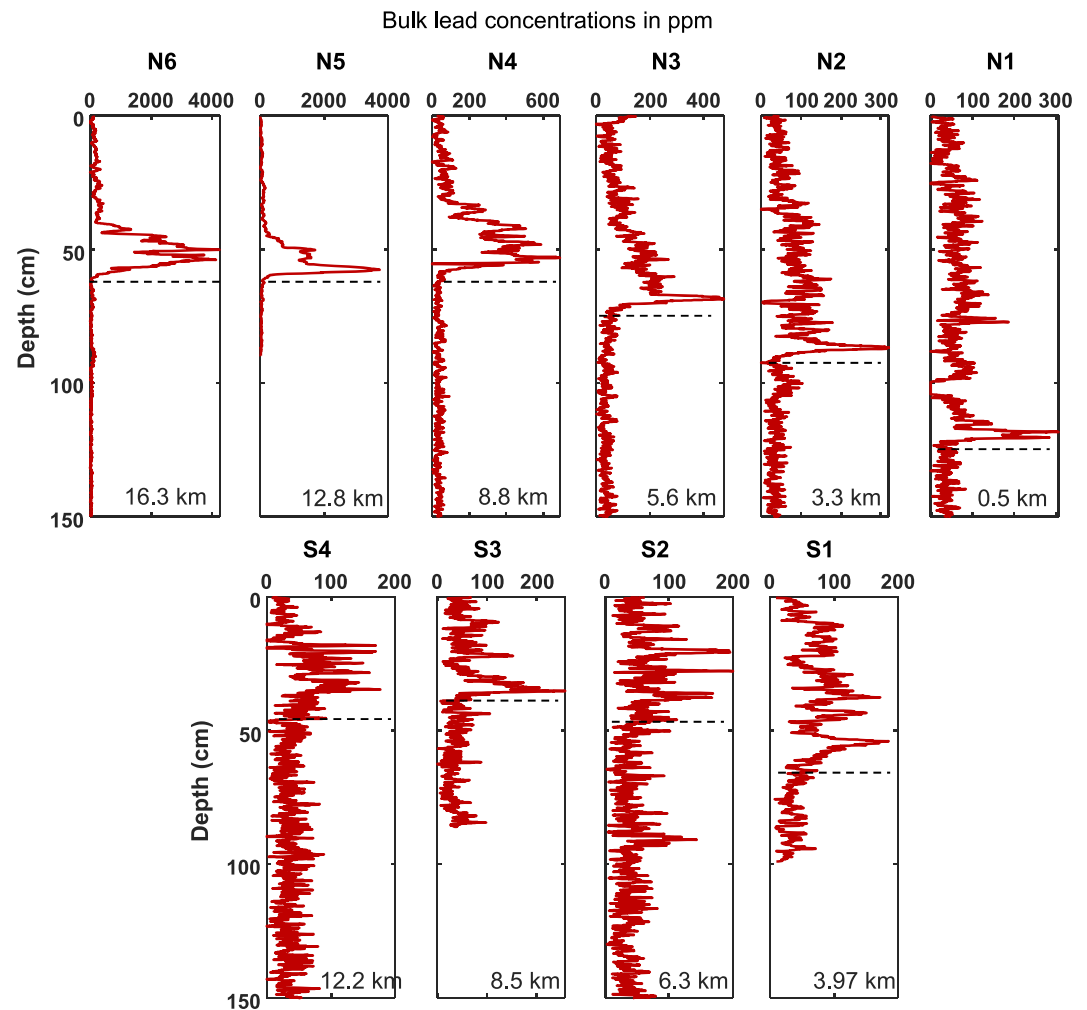 Bulk lead concentrations in ppm
N6 N5 N4 N3 N2 N1
0 2000 4000 0 2000 4000 0 200 400 600 0 200 400 0 100 200 300 0 100 200 300
0
50
100
150
Depth (cm)
16.3 km 12.8 km 8.8 km 5.6 km 3.3 km 0.5 km
S4 S3 S2 S1
0 100 200 0 100 200 0 100 200 0 100 200
0
50
100
150
Depth (cm)
12.2 km 8.5 km 6.3 km 3.97 km